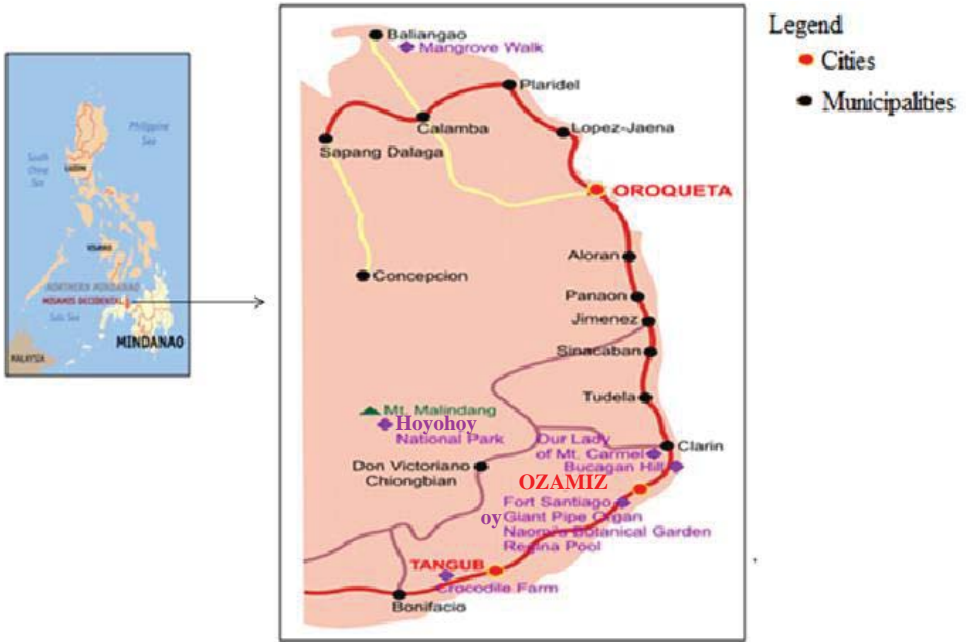 Legend
Cities
Municipalities
Baliangao
Mangrove Walk
Plaridel
Calamba
Lopez-Jaena
Sapang Dalaga
OROQUETA
Aloran
Concepcion
Panaon
Jimenez
Sinacaban
Tudella
Mt. Malindang
Hoyohoy
National Park
Our Lady
of Mt. Carmel
Clarin
Bucagan Hill
Don Victoriano
Chiongbian
OZAMIZ
Fort Santiago
oy Giant Pipe Organ
Naomi's Botanical Garden
Regina Pool
TANGUB
Crocodile Farm
Bonifacio
Philippine
Sea
South
China
Sea
LUZON
VISAYAS
NORTHERN MINDANAO
MISAMIS OCCIDENTAL
Sulu Sea
MINDANAO
MALAYSIA